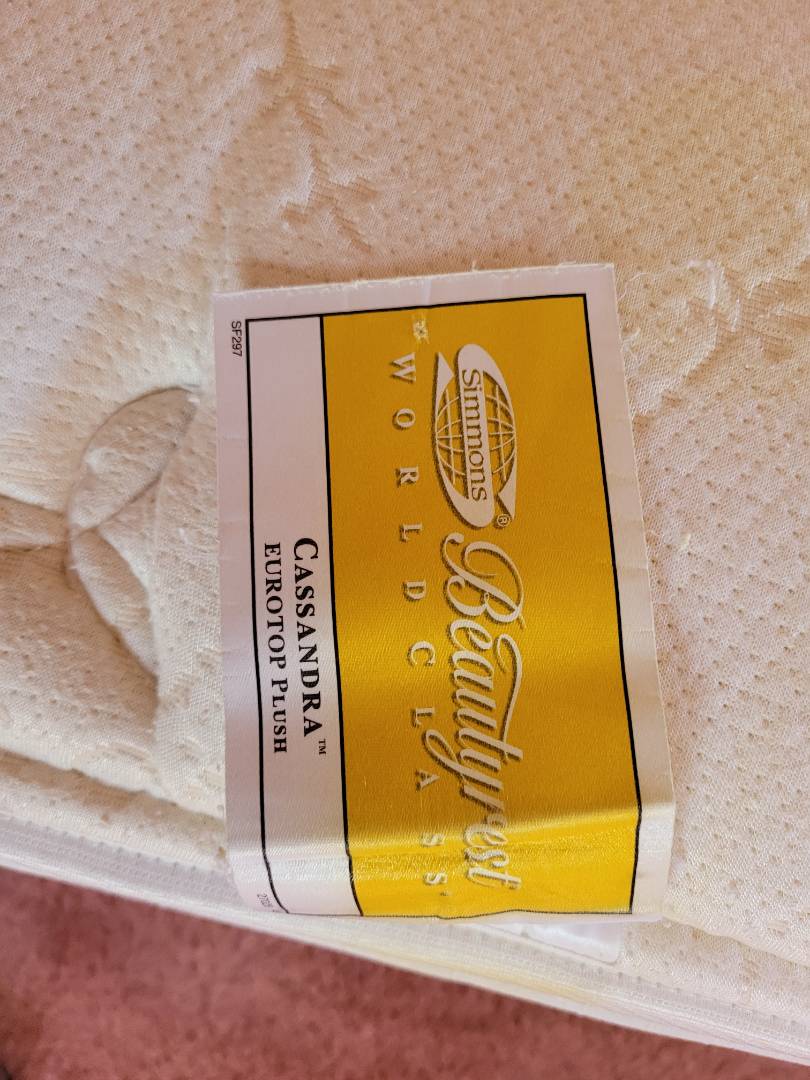 Simmons®
Beautyrest
WORLD CLASS
CASSANDRA™
EUROTOP PLUSH
SF297